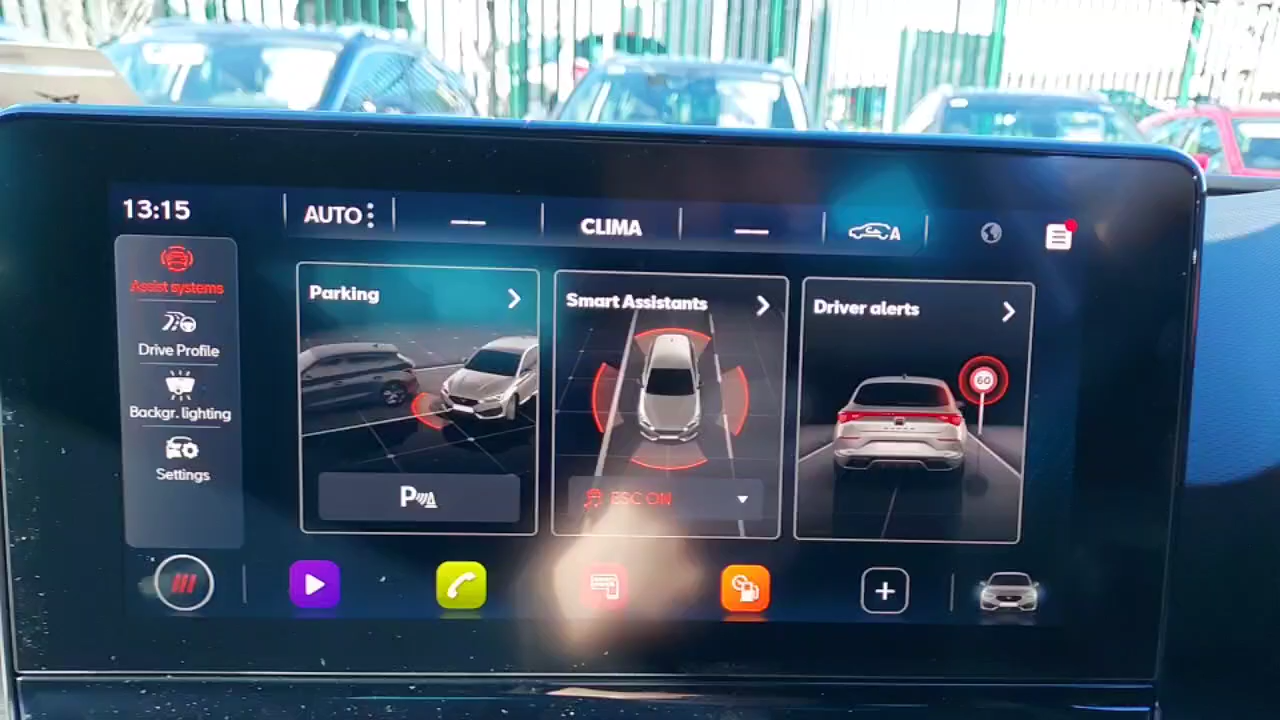 13:15
AUTO
CLIMA
A
Assist systems
Drive Profile
Backgr. lighting
Settings
Parking
P
Smart Assistants
ESC ON
Driver alerts
60